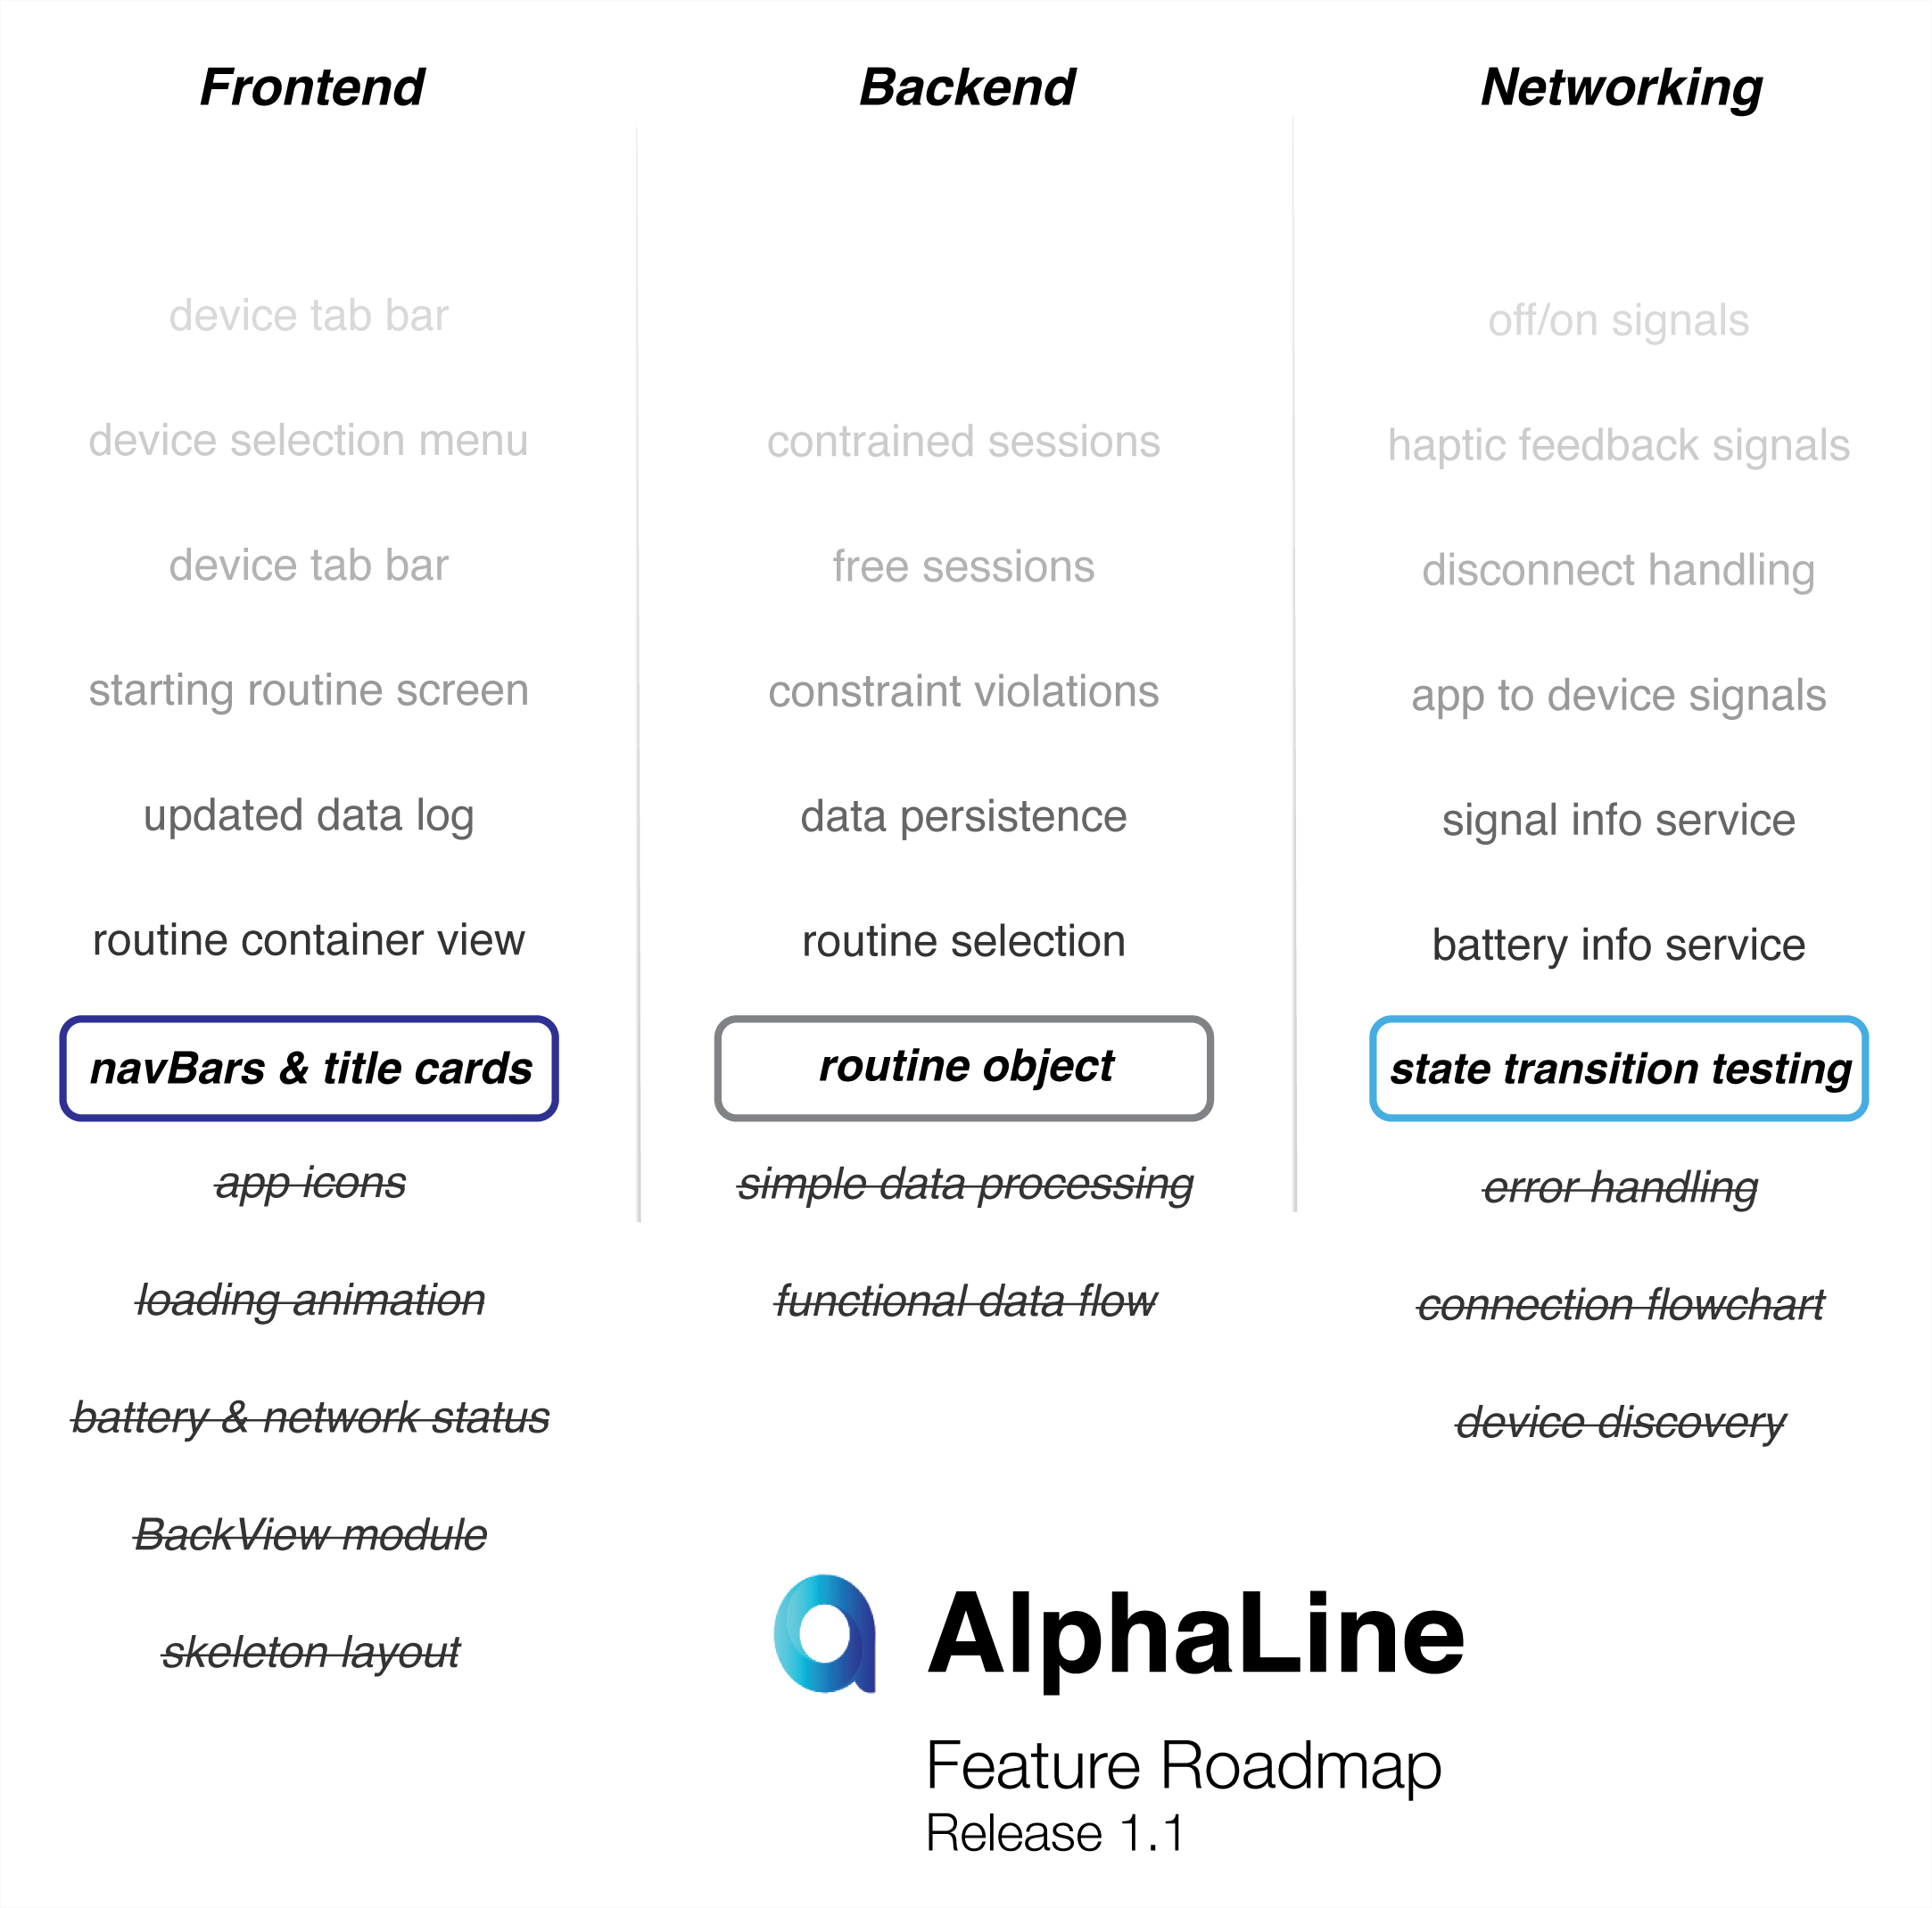 Frontend
device tab bar
device selection menu
device tab bar
starting routine screen
updated data log
routine container view
navBars & title cards
app icons
loading animation
battery & network status
BackView module
skeleton layout
Backend
contrained sessions
free sessions
constraint violations
data persistence
routine selection
routine object
simple data processing
functional data flow
Networking
off/on signals
haptic feedback signals
disconnect handling
app to device signals
signal info service
battery info service
state transition testing
error handling
connection flowchart
device discovery
AlphaLine
Feature Roadmap
Release 1.1